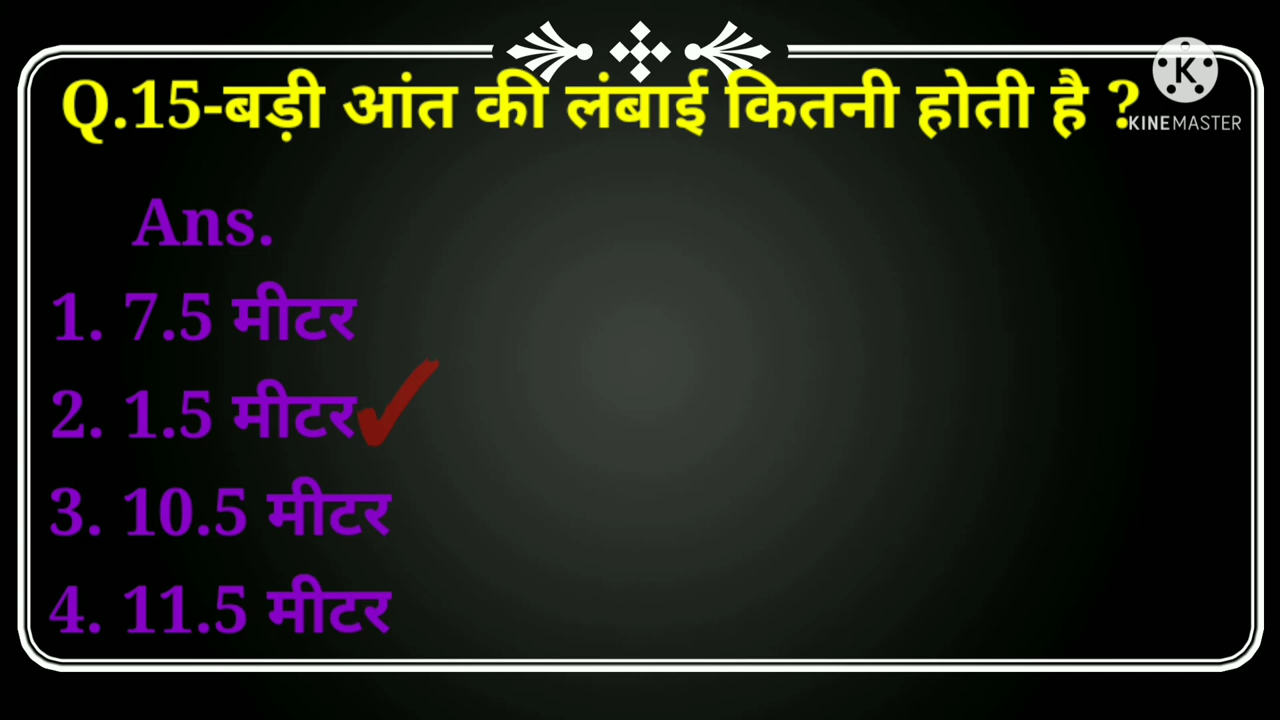 Q.15-बड़ी आंत की लंबाई कितनी होती है ?
K
KINEMASTER
Ans.
1. 7.5 मीटर
2. 1.5 मीटर
3. 10.5 मीटर
4. 11.5 मीटर